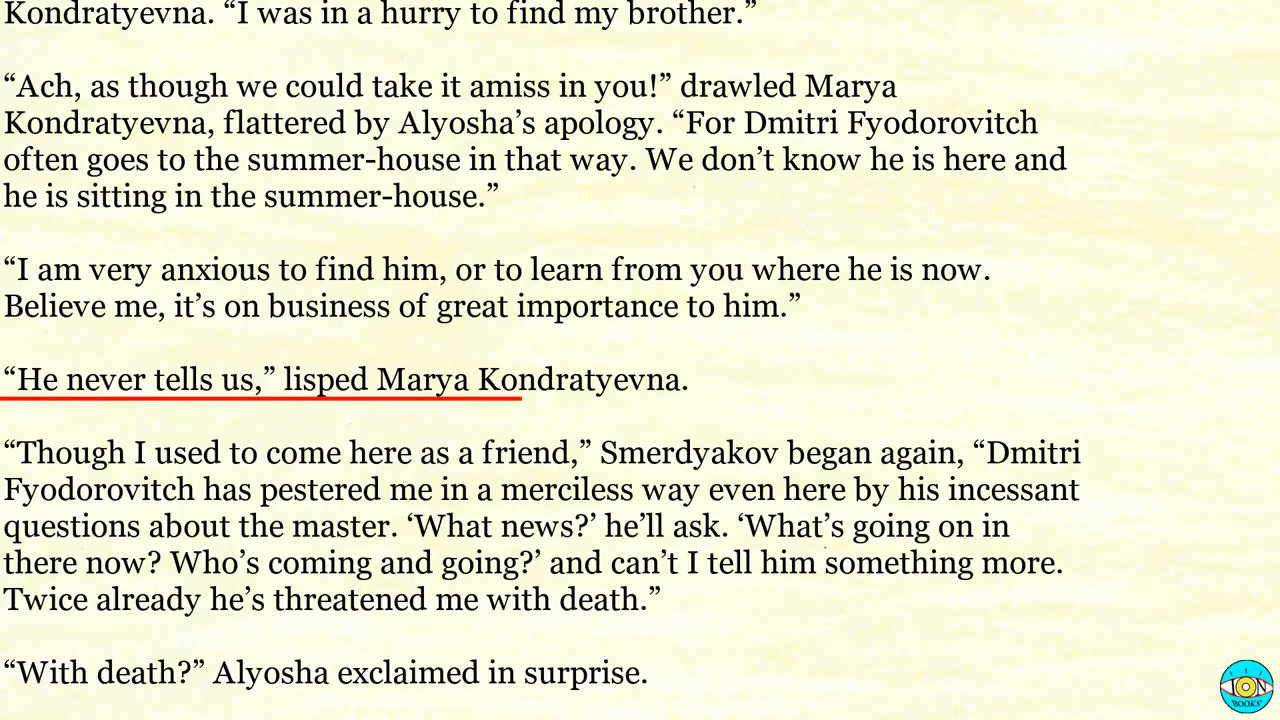 Kondratyevna. “I was in a hurry to find my brother.”
“Ach, as though we could take it amiss in you!” drawled Marya
Kondratyevna, flattered by Alyosha’s apology. “For Dmitri Fyodorovitch
often goes to the summer-house in that way. We don’t know he is here and
he is sitting in the summer-house.”
“I am very anxious to find him, or to learn from you where he is now.
Believe me, it’s on business of great importance to him.”
“He never tells us,” lisped Marya Kondratyevna.
“Though I used to come here as a friend,” Smerdyakov began again, “Dmitri
Fyodorovitch has pestered me in a merciless way even here by his incessant
questions about the master. ‘What news?’ he’ll ask. ‘What’s going on in
there now? Who’s coming and going?’ and can’t I tell him something more.
Twice already he’s threatened me with death.”
“With death?” Alyosha exclaimed in surprise.
ION
BOOKS